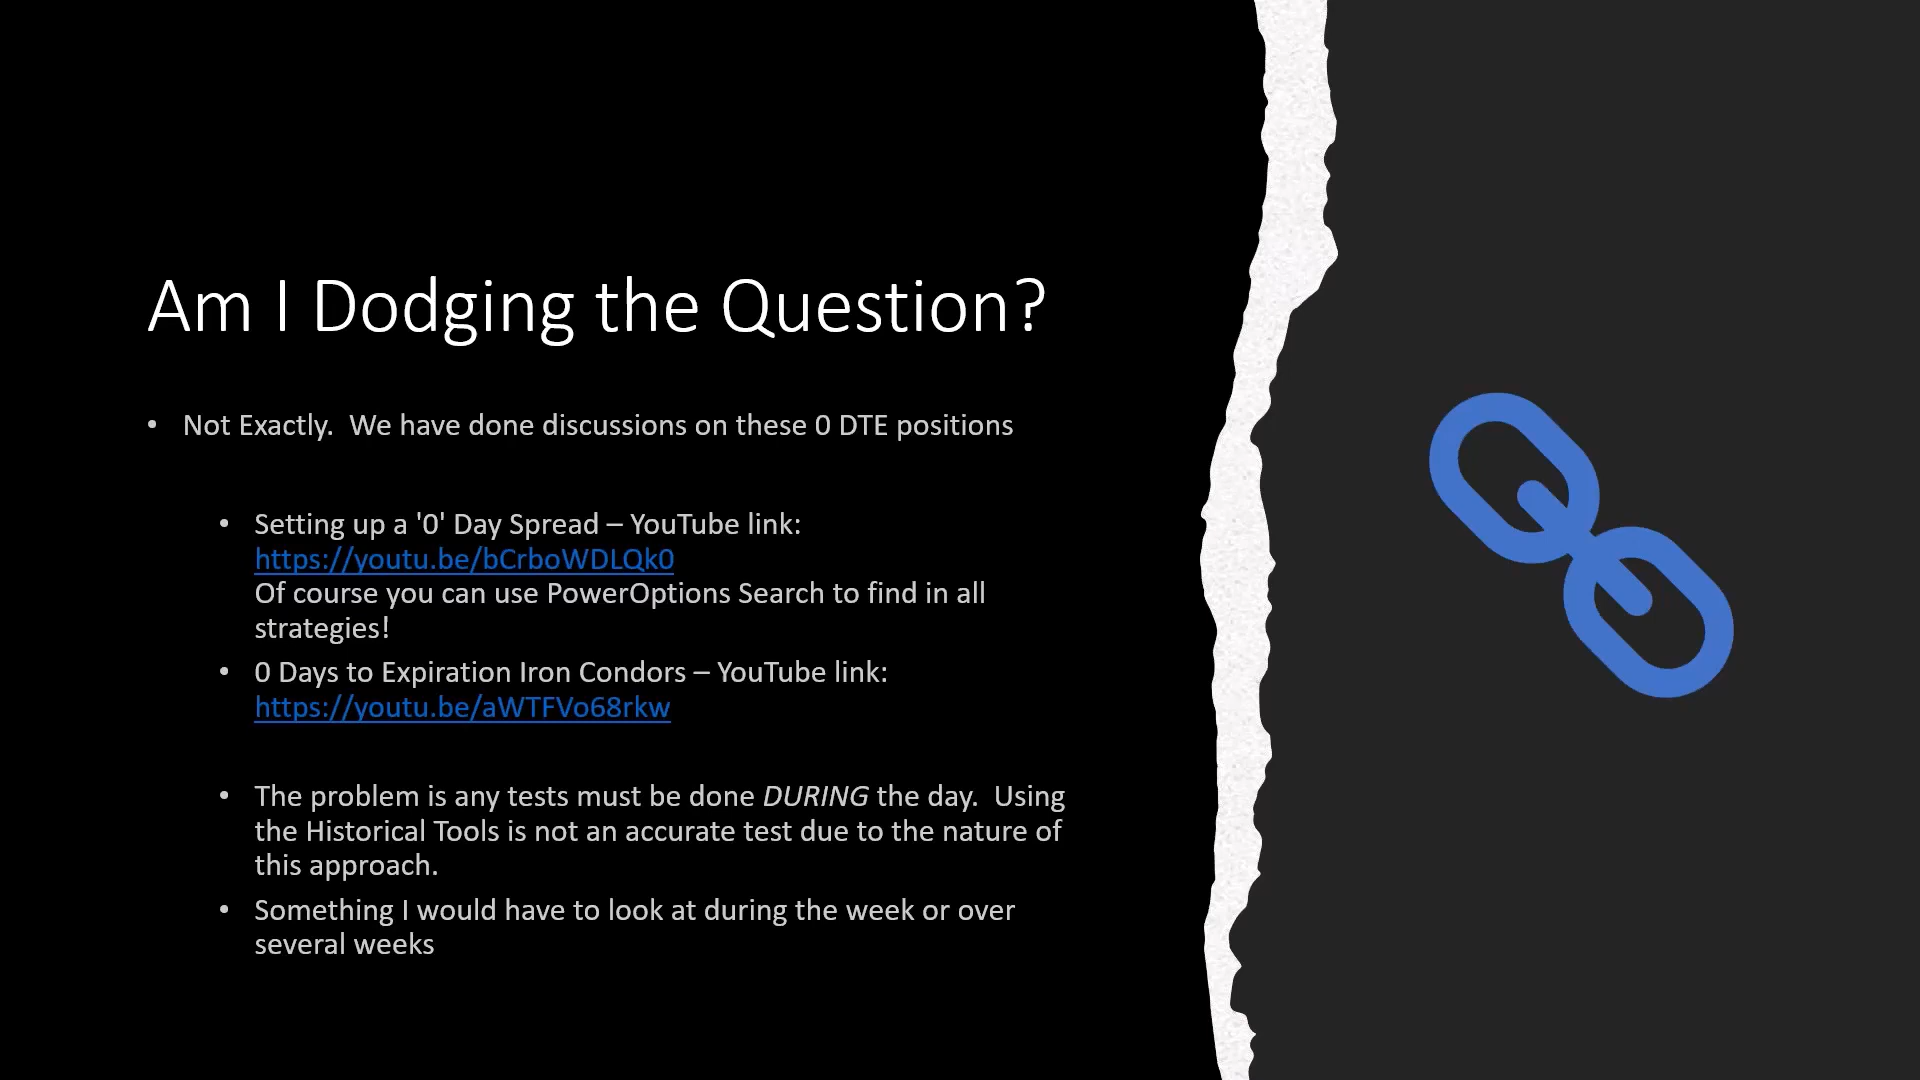 Am I Dodging the Question?
• Not Exactly.  We have done discussions on these 0 DTE positions
• Setting up a '0' Day Spread – YouTube link:
https://youtu.be/bCrboWDLQk0
Of course you can use PowerOptions Search to find in all
strategies!
• 0 Days to Expiration Iron Condors – YouTube link:
https://youtu.be/aWTFVo68rkw
• The problem is any tests must be done DURING the day.  Using
the Historical Tools is not an accurate test due to the nature of
this approach.
• Something I would have to look at during the week or over
several weeks